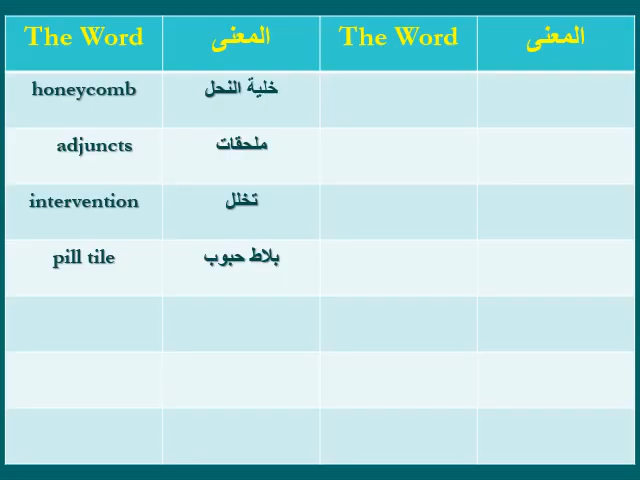 The Word المعنى The Word المعنى
honeycomb خلية النحل
adjuncts ملحقات
intervention تخلل
pill tile بلاط حبوب